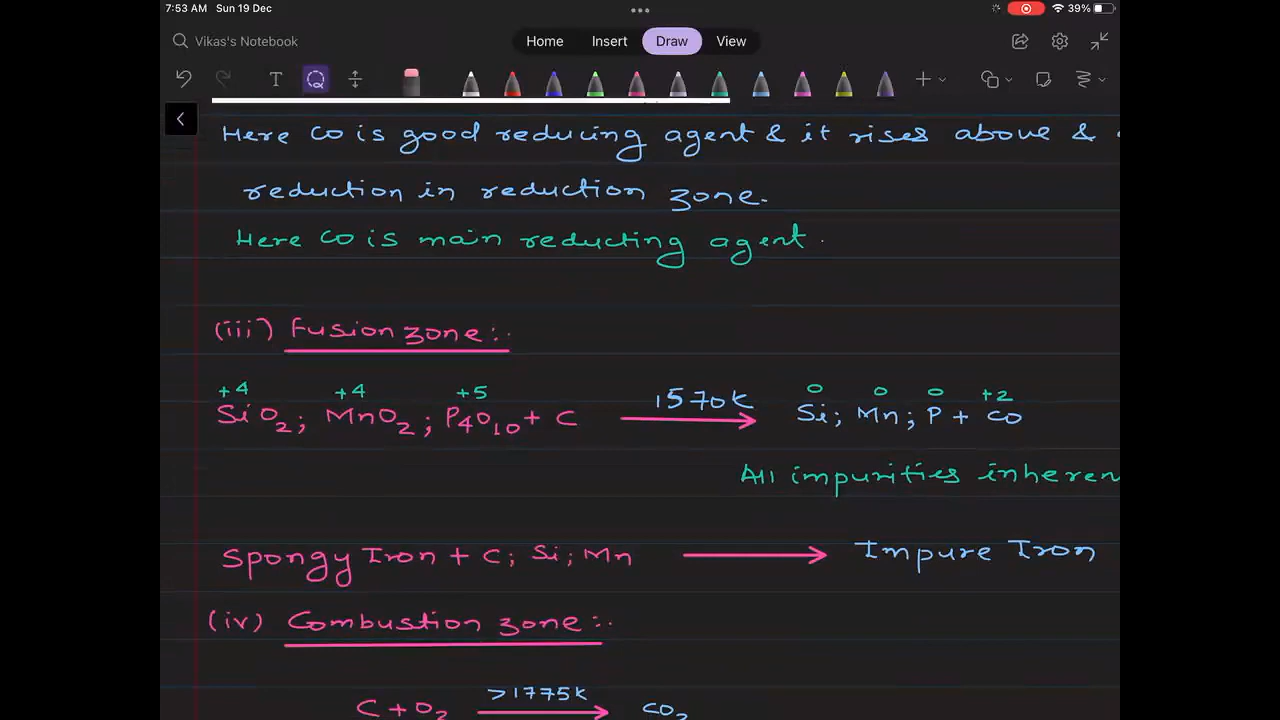 7:53 AM Sun 19 Dec
39%
Vikas's Notebook
Home Insert Draw View
Here CO is good reducing agent & it rises above &
reduction in reduction zone.
Here CO is main reducting agent.
(iii) Fusion zone:.
+4 +4 +5 0 0 0 +2
SiO2; MnO2; P4O10 + C 1570K → Si; Mn; P + CO
All impurities inheren
Spongy Iron + C; Si; Mn → Impure Iron
(iv) Combustion zone:.
C + O2 >1775K → CO2